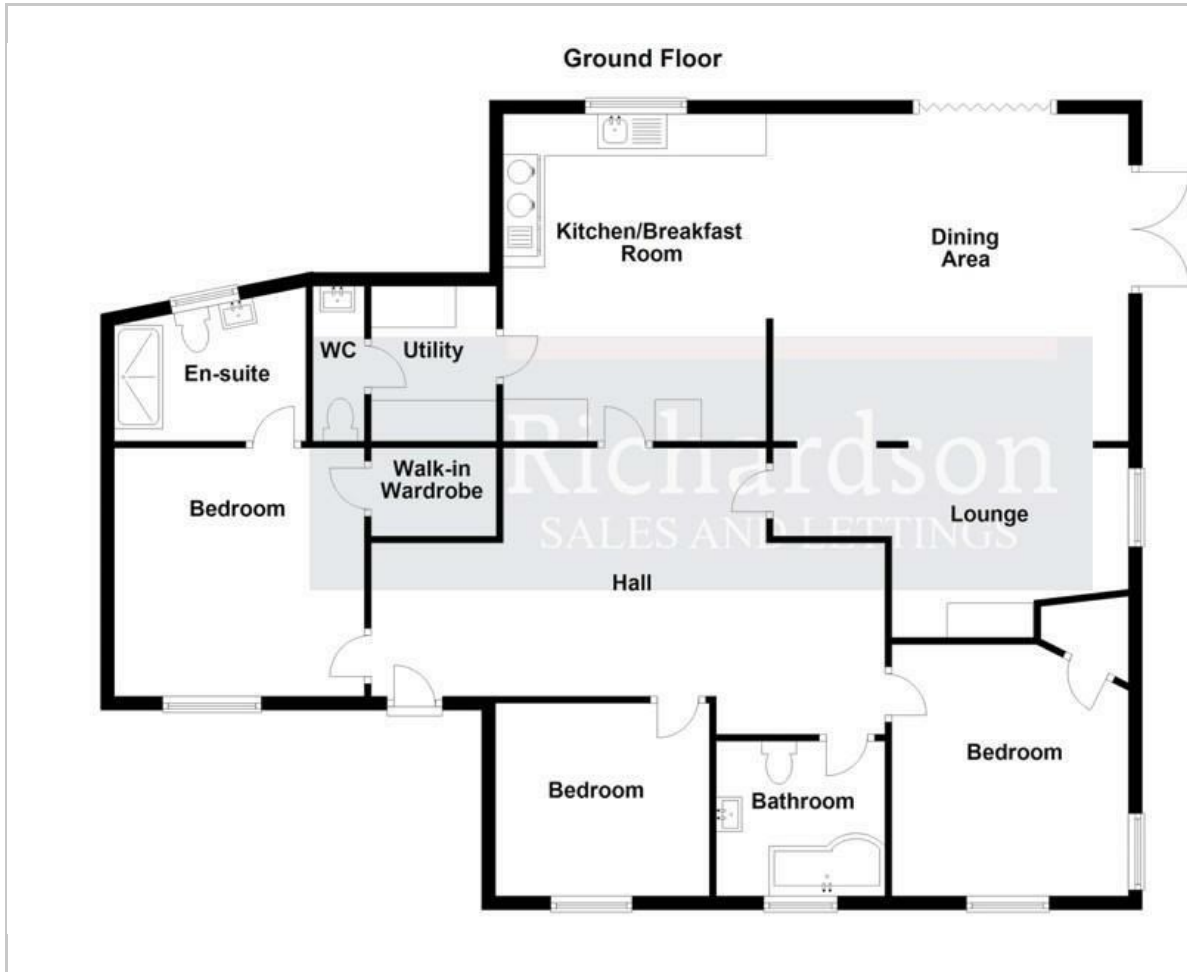 Ground Floor
Kitchen/Breakfast
Room
Dining
Area
WC
Utility
En-suite
Walk-in
Wardrobe
Bedroom
Richardson
SALES AND LETTINGS
Lounge
Hall
Bedroom
Bathroom
Bedroom